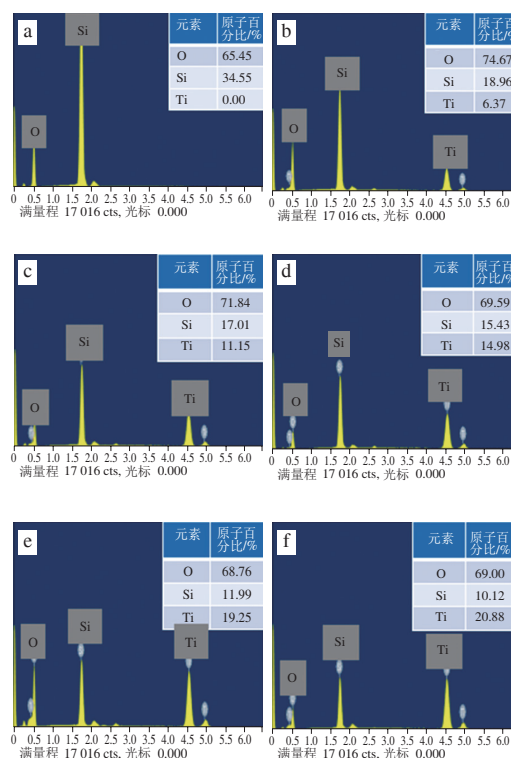 a
Si
O
元素 原子百分比/%
O 65.45
Si 34.55
Ti 0.00
0 0.5 1.0 1.5 2.0 2.5 3.0 3.5 4.0 4.5 5.0 5.5 6.0
满量程 17 016 cts, 光标 0.000
b
Si
O
Ti
元素 原子百分比/%
O 74.67
Si 18.96
Ti 6.37
0 0.5 1.0 1.5 2.0 2.5 3.0 3.5 4.0 4.5 5.0 5.5 6.0
满量程 17 016 cts, 光标 0.000
c
Si
O
Ti
元素 原子百分比/%
O 71.84
Si 17.01
Ti 11.15
0 0.5 1.0 1.5 2.0 2.5 3.0 3.5 4.0 4.5 5.0 5.5 6.0
满量程 17 016 cts, 光标 0.000
d
Si
O
Ti
元素 原子百分比/%
O 69.59
Si 15.43
Ti 14.98
0 0.5 1.0 1.5 2.0 2.5 3.0 3.5 4.0 4.5 5.0 5.5 6.0
满量程 17 016 cts, 光标 0.000
e
Si
O
Ti
元素 原子百分比/%
O 68.76
Si 11.99
Ti 19.25
0 0.5 1.0 1.5 2.0 2.5 3.0 3.5 4.0 4.5 5.0 5.5 6.0
满量程 17 016 cts, 光标 0.000
f
Si
O
Ti
元素 原子百分比/%
O 69.00
Si 10.12
Ti 20.88
0 0.5 1.0 1.5 2.0 2.5 3.0 3.5 4.0 4.5 5.0 5.5 6.0
满量程 17 016 cts, 光标 0.000